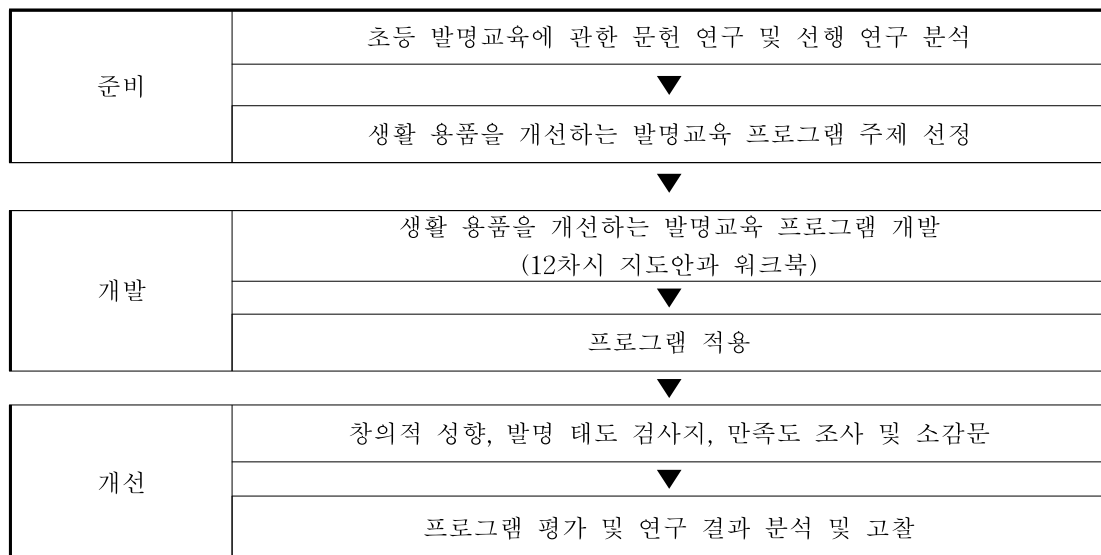 준비
초등 발명교육에 관한 문헌 연구 및 선행 연구 분석
▼
생활 용품을 개선하는 발명교육 프로그램 주제 선정
▼
개발
생활 용품을 개선하는 발명교육 프로그램 개발
(12차시 지도안과 워크북)
▼
프로그램 적용
▼
개선
창의적 성향, 발명 태도 검사지, 만족도 조사 및 소감문
▼
프로그램 평가 및 연구 결과 분석 및 고찰